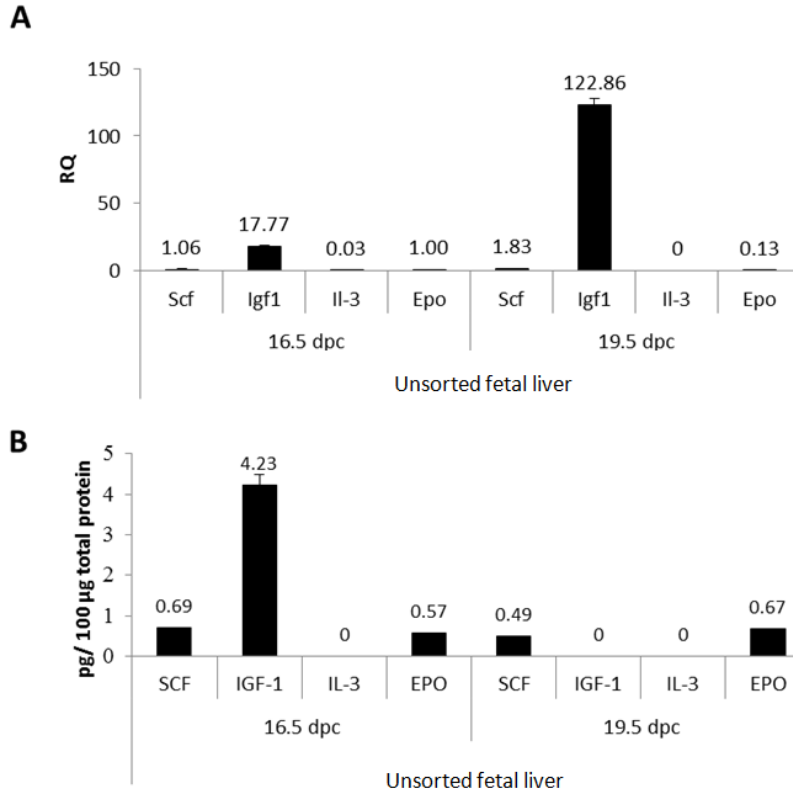 A
150
122.86
RQ
100
50
17.77
1.06
0.03
1.00
1.83
0
0.13
0
Scf Igf1 Il-3 Epo Scf Igf1 Il-3 Epo
16.5 dpc 19.5 dpc
Unsorted fetal liver
B
pg/ 100 µg total protein
5
4.23
4
3
2
1
0.69
0
0.57
0.49
0
0
0.67
0
SCF IGF-1 IL-3 EPO SCF IGF-1 IL-3 EPO
16.5 dpc 19.5 dpc
Unsorted fetal liver